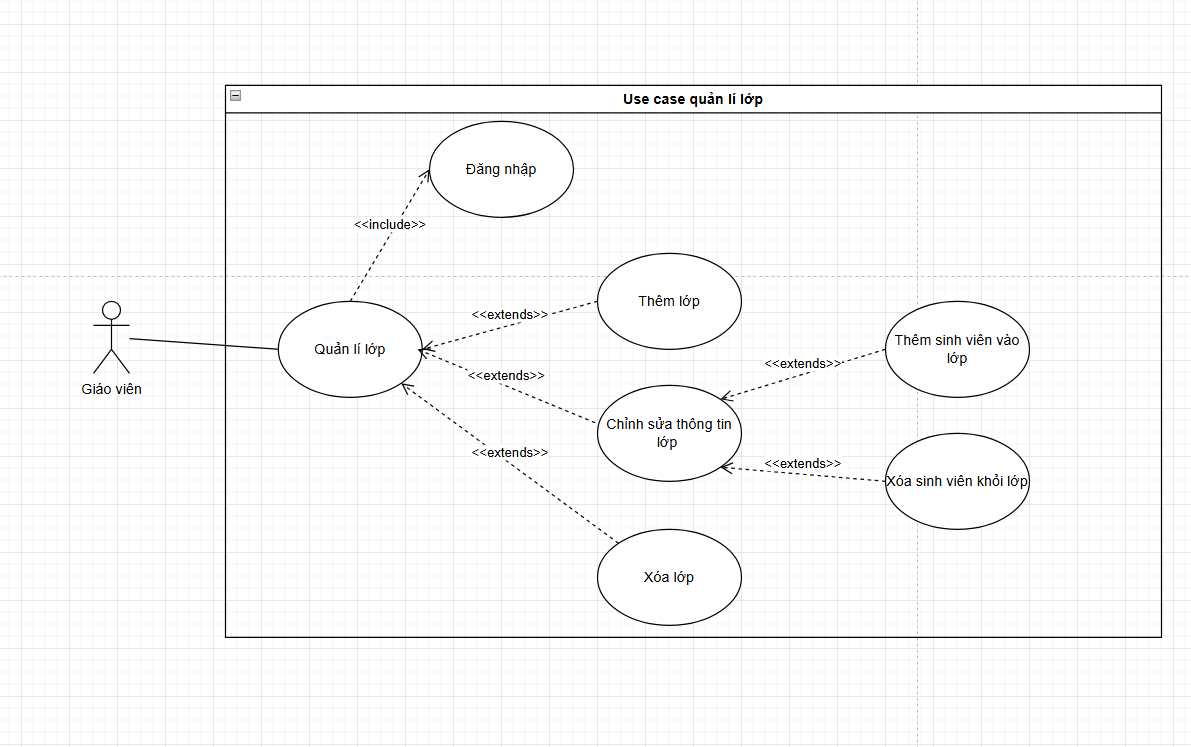 Use case quản lí lớp
Đăng nhập
<<include>>
Thêm lớp
<<extends>>
Quản lí lớp
Giáo viên
<<extends>>
Chỉnh sửa thông tin
lớp
<<extends>>
Thêm sinh viên vào
lớp
<<extends>>
Xóa sinh viên khỏi lớp
<<extends>>
Xóa lớp